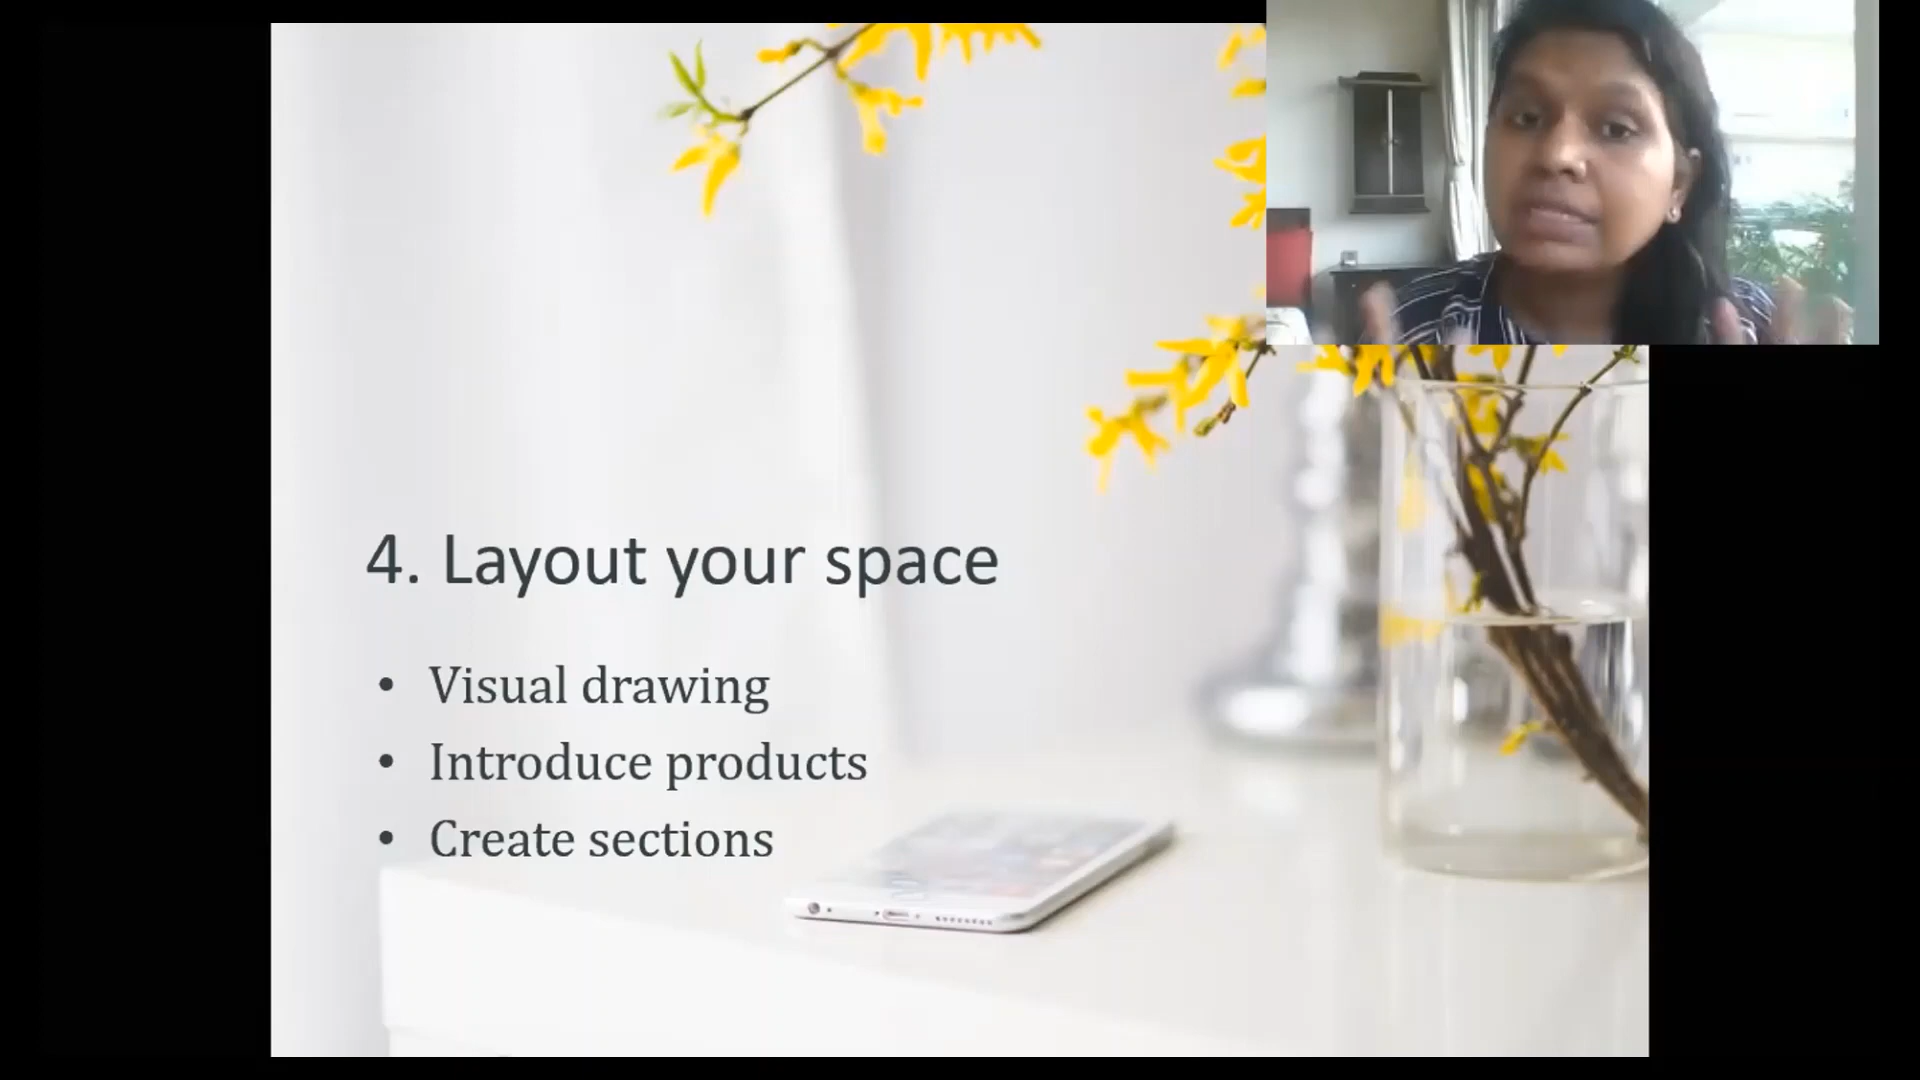 4. Layout your space
• Visual drawing
• Introduce products
• Create sections